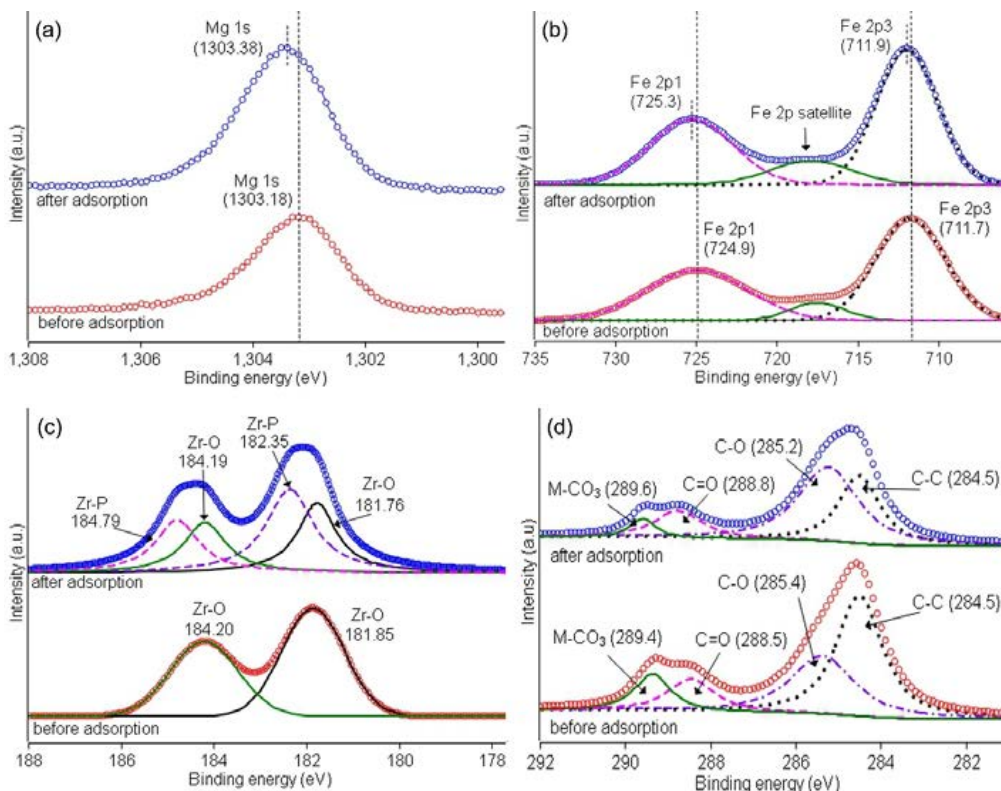 (a)
Mg 1s
(1303.38)
Mg 1s
(1303.18)
after adsorption
before adsorption
Intensity (a.u.)
1,308 1,306 1,304 1,302 1,300
Binding energy (eV)
(b)
Fe 2p3
(711.9)
Fe 2p1
(725.3)
Fe 2p satellite
after adsorption
Fe 2p1
(724.9)
Fe 2p3
(711.7)
before adsorption
Intensity (a.u.)
735 730 725 720 715 710
Binding energy (eV)
(c)
Zr-P
182.35
Zr-O
184.19
Zr-O
181.76
Zr-P
184.79
after adsorption
Zr-O
184.20
Zr-O
181.85
before adsorption
Intensity (a.u.)
188 186 184 182 180 178
Binding energy (eV)
(d)
C-O (285.2)
M-CO₃ (289.6)
C=O (288.8)
C-C (284.5)
after adsorption
C-O (285.4)
C-C (284.5)
M-CO₃ (289.4)
C=O (288.5)
before adsorption
Intensity (a.u)
292 290 288 286 284 282
Binding energy (eV)